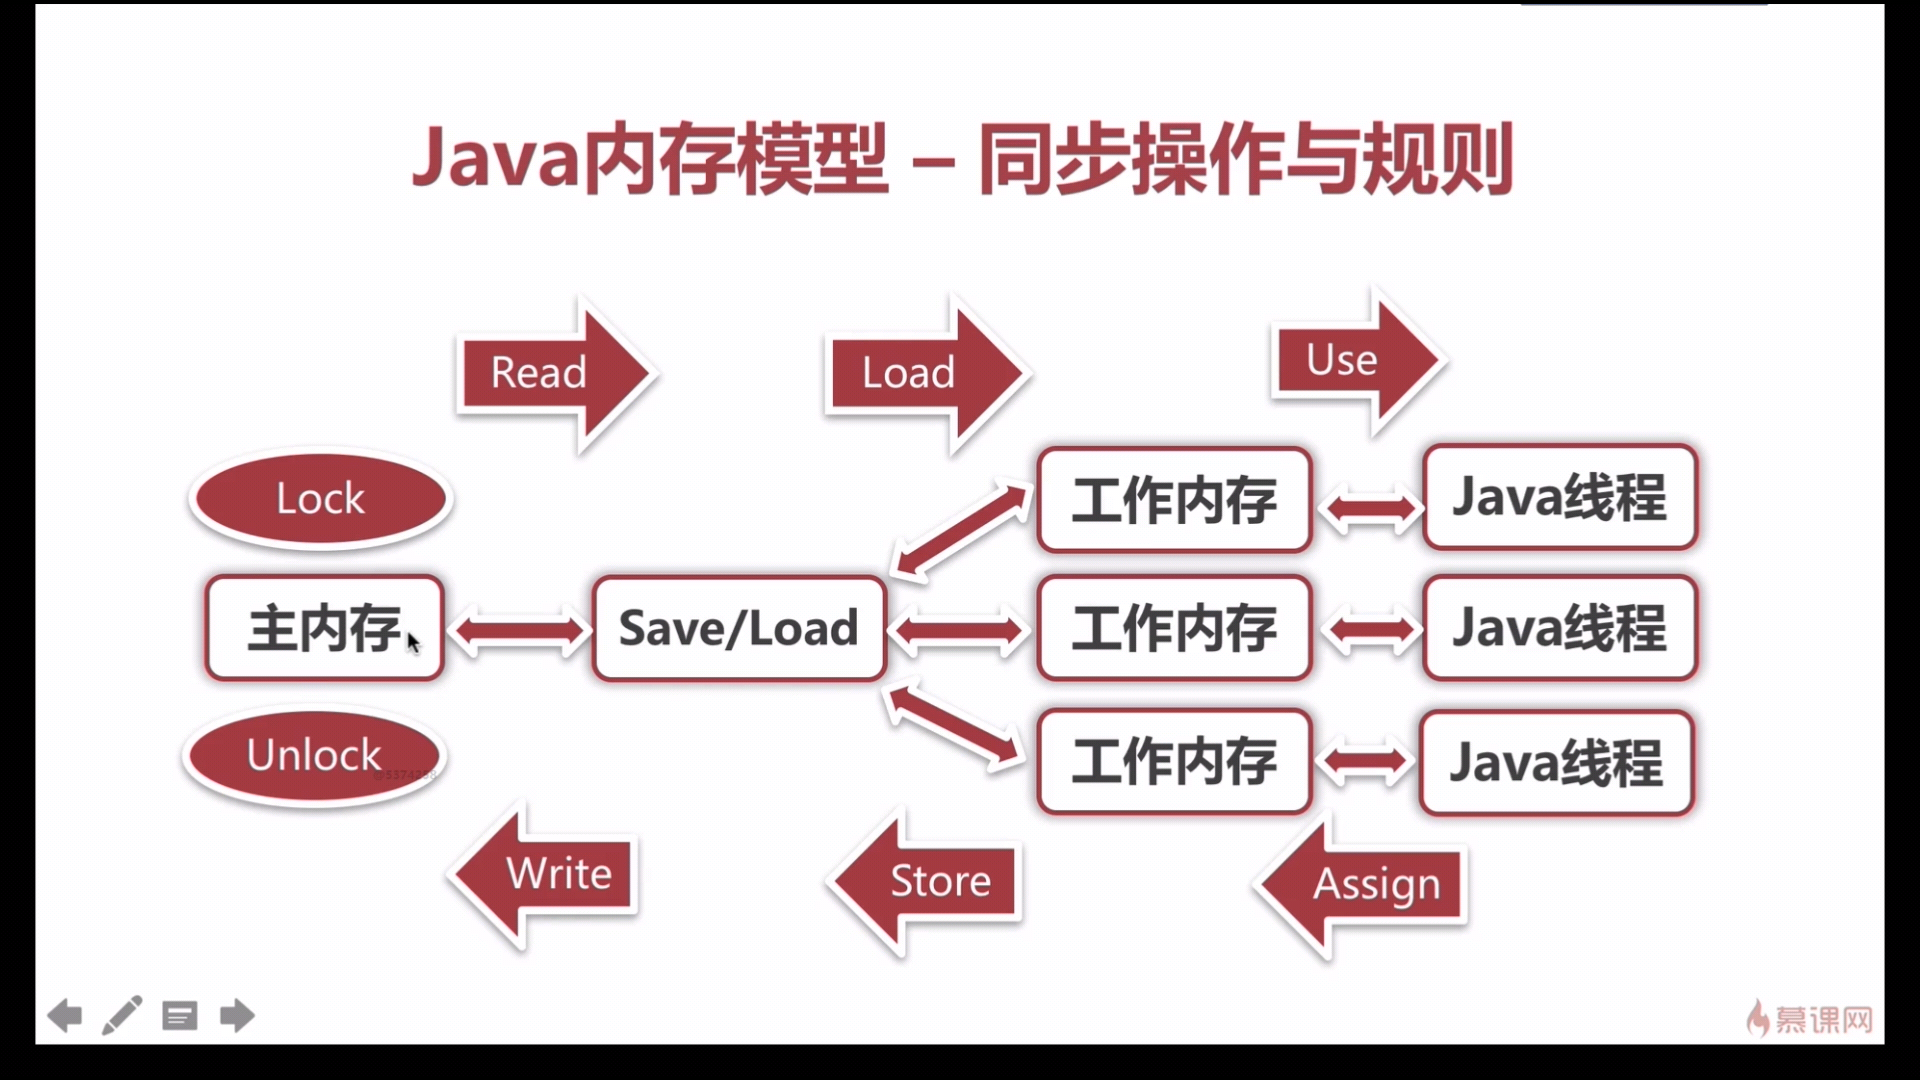 Java内存模型 – 同步操作与规则
Read
Load
Use
Lock
工作内存
Java线程
主内存
Save/Load
工作内存
Java线程
Unlock
工作内存
Java线程
Write
Store
Assign
慕课网